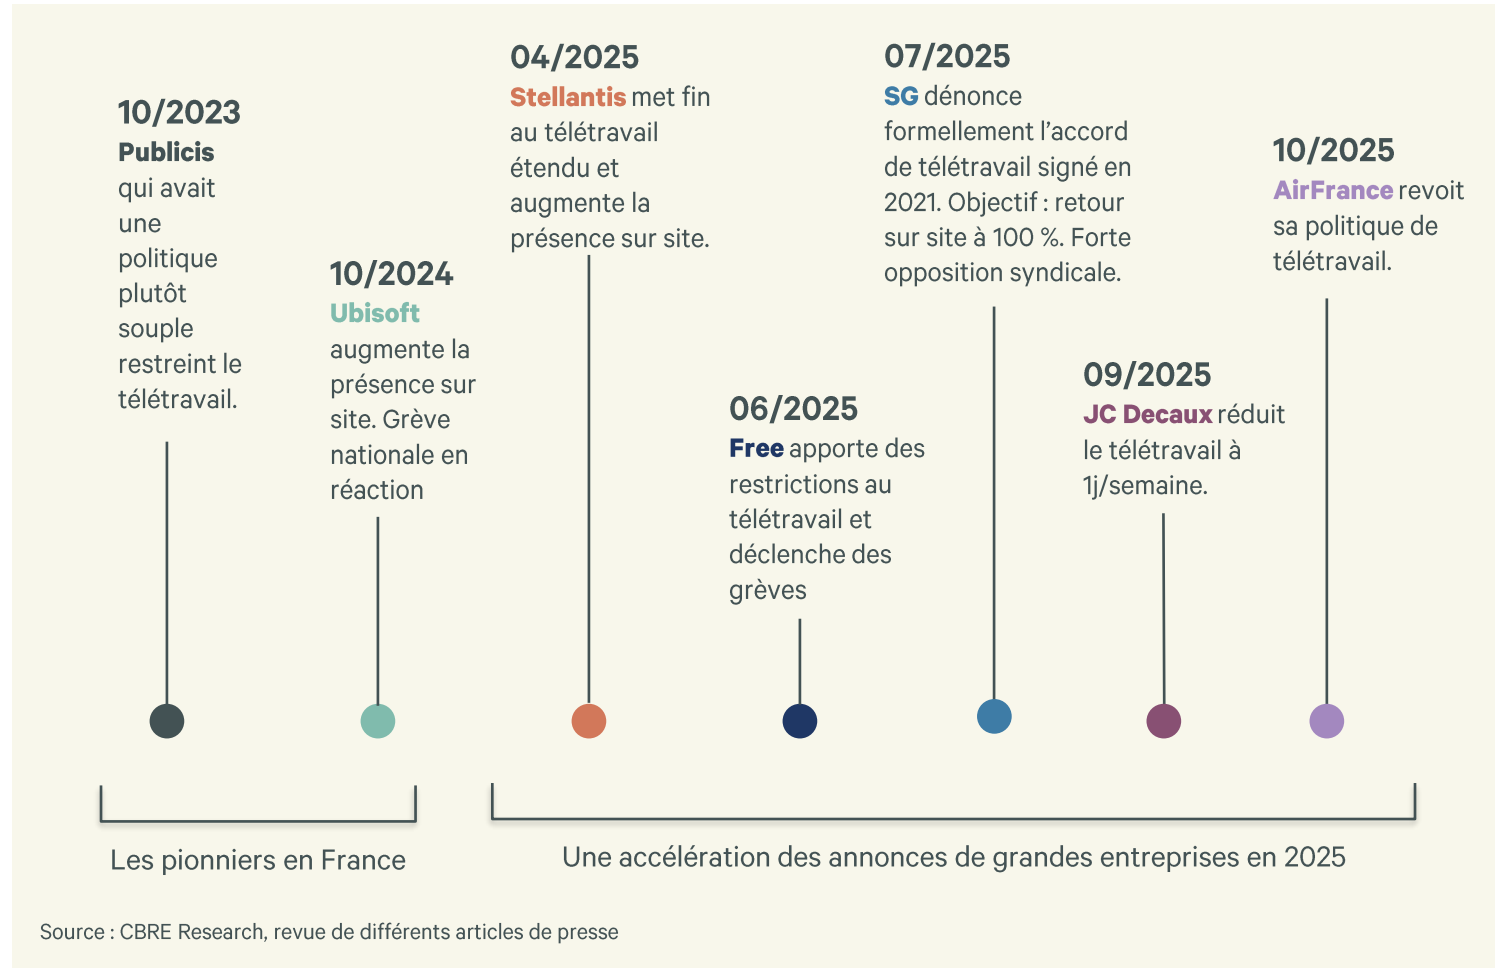 10/2023
Publicis
qui avait
une
politique
plutôt
souple
restreint le
télétravail.
10/2024
Ubisoft
augmente la
présence sur
site. Grève
nationale en
réaction
04/2025
Stellantis met fin
au télétravail
étendu et
augmente la
présence sur site.
06/2025
Free apporte des
restrictions au
télétravail et
déclenche des
grèves
07/2025
SG dénonce
formellement l’accord
de télétravail signé en
2021. Objectif : retour
sur site à 100 %. Forte
opposition syndicale.
09/2025
JC Decaux réduit
le télétravail à
1j/semaine.
10/2025
AirFrance revoit
sa politique de
télétravail.
Les pionniers en France
Une accélération des annonces de grandes entreprises en 2025
Source : CBRE Research, revue de différents articles de presse